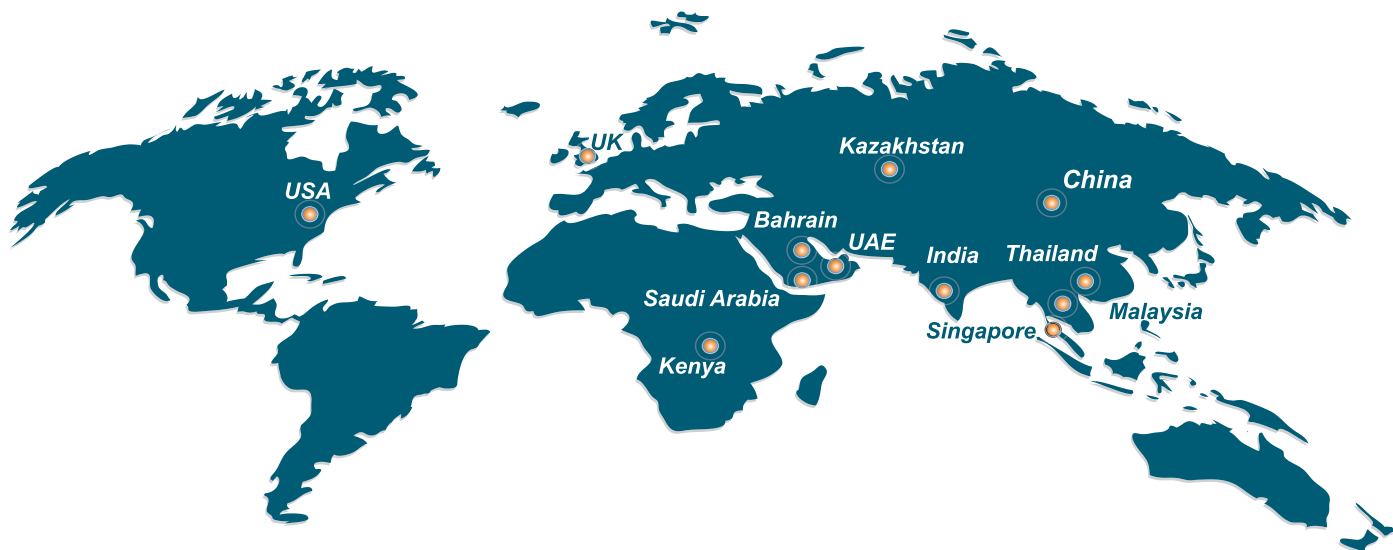 UK
Kazakhstan
China
USA
Bahrain
UAE
India
Thailand
Saudi Arabia
Malaysia
Singapore
Kenya